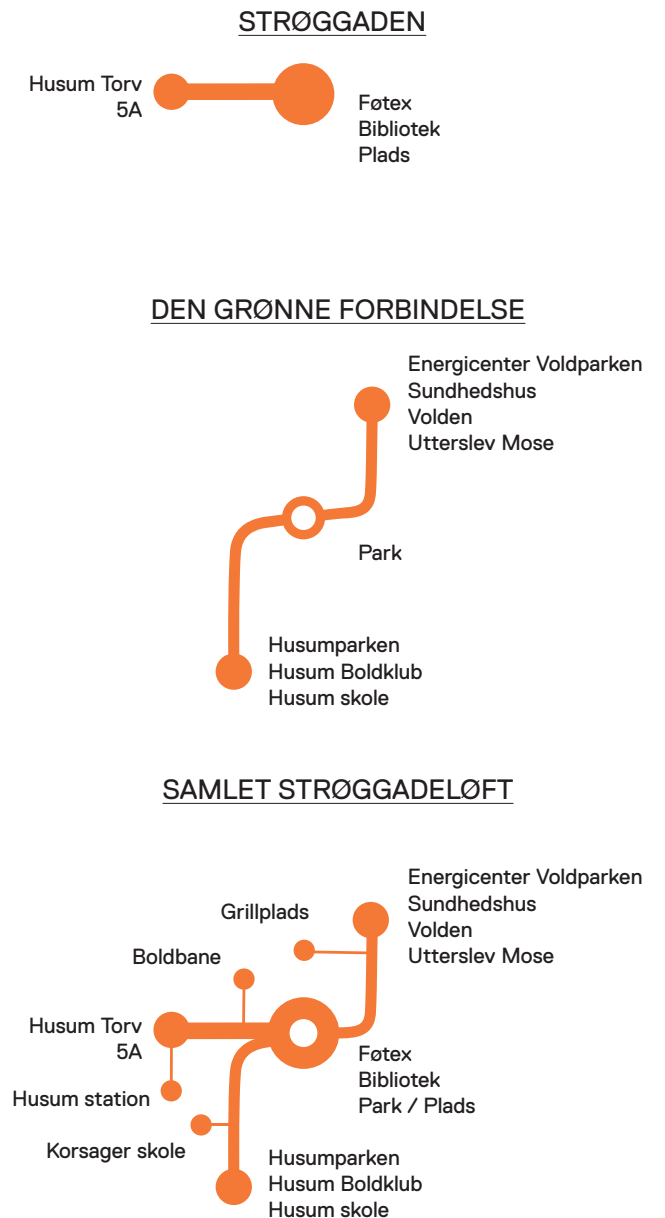 STRØGGADEN
Husum Torv
5A
Føtex
Bibliotek
Plads
DEN GRØNNE FORBINDELSE
Energicenter Voldparken
Sundhedshus
Volden
Utterslev Mose
Park
Husumparken
Husum Boldklub
Husum skole
SAMLET STRØGGADELØFT
Energicenter Voldparken
Sundhedshus
Volden
Utterslev Mose
Grillplads
Boldbane
Husum Torv
5A
Føtex
Bibliotek
Park / Plads
Husum station
Korsager skole
Husumparken
Husum Boldklub
Husum skole